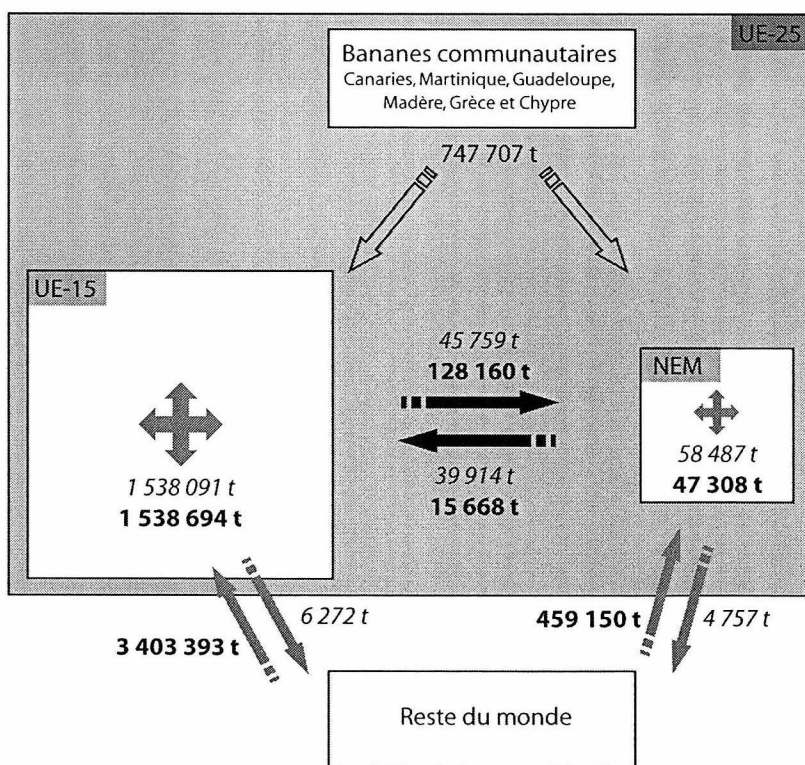 UE-25
Bananes communautaires
Canaries, Martinique, Guadeloupe,
Madère, Grèce et Chypre
747 707 t
UE-15
45 759 t
128 160 t
NEM
39 914 t
15 668 t
1 538 091 t
1 538 694 t
58 487 t
47 308 t
6 272 t
3 403 393 t
459 150 t
4 757 t
Reste du monde